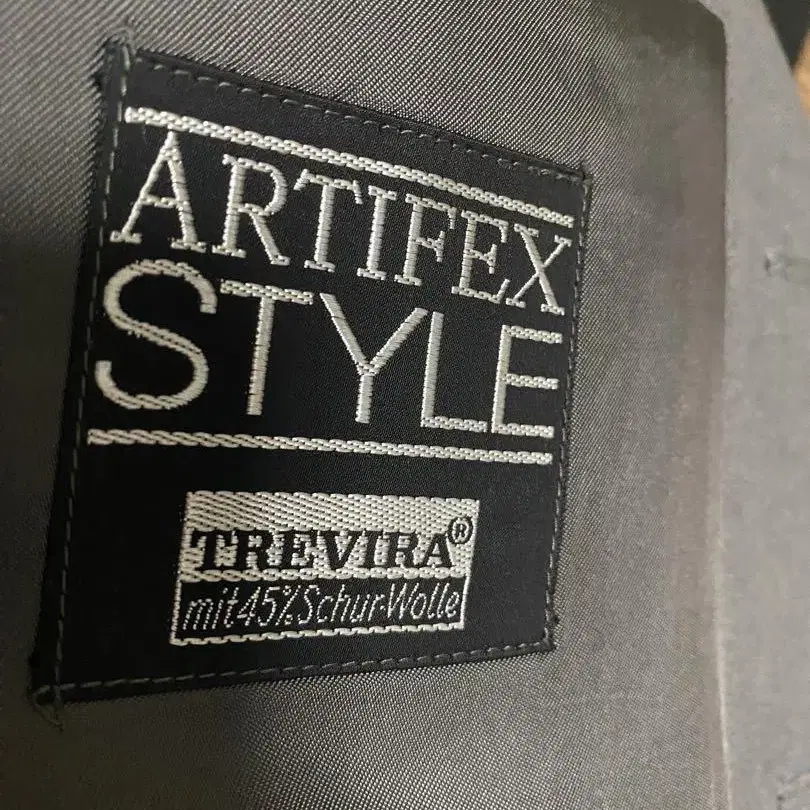 ARTIFEX
STYLE
TREVIRA®
mit 45% Schur-Wolle